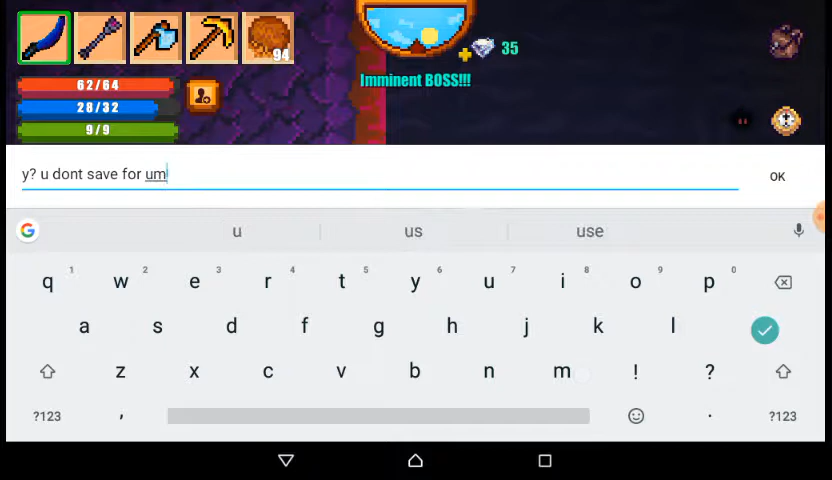 94
35
Imminent BOSS!!!
62/64
28/32
9/9
y? u dont save for um
OK
G u us use
q 1 w 2 e 3 r 4 t 5 y 6 u 7 i 8 o 9 p 0
a s d f g h j k l
z x c v b n m ! ?
?123 , . ?123